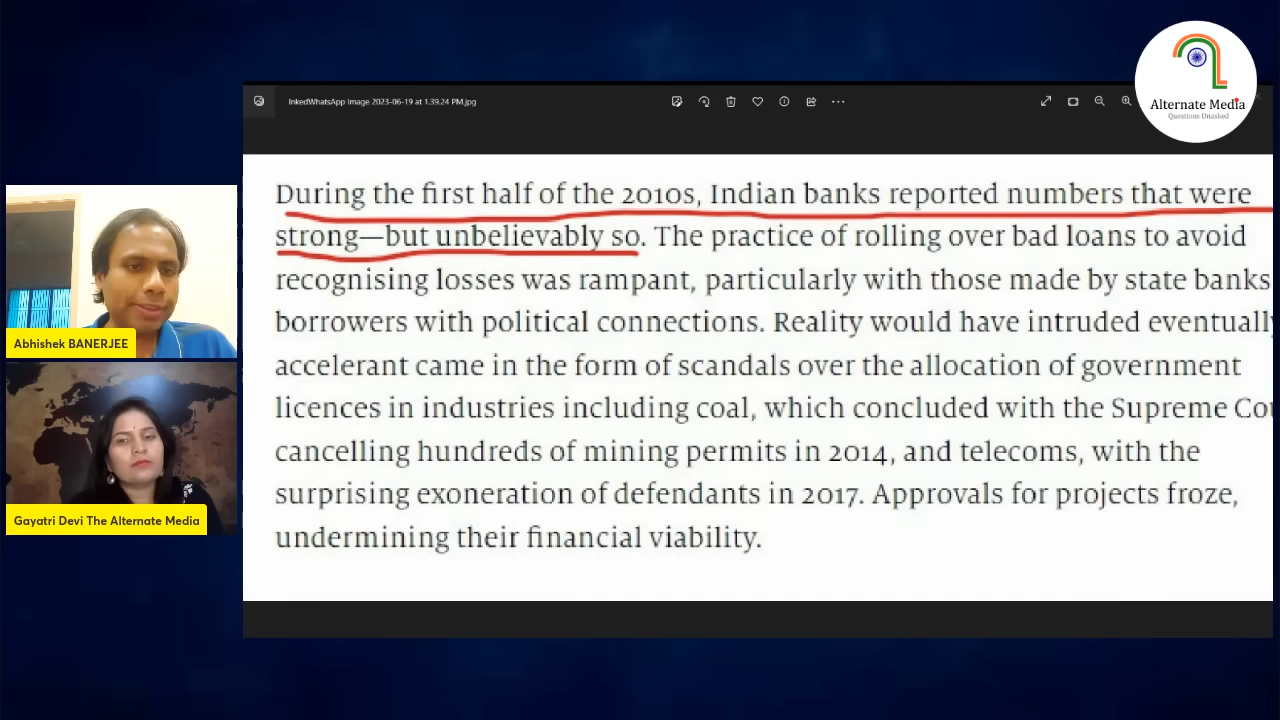 InkedWhatsApp Image 2023-06-19 at 1.39.24 PM.jpg
Alternate Media
Questions Unasked
During the first half of the 2010s, Indian banks reported numbers that were
strong—but unbelievably so. The practice of rolling over bad loans to avoid
recognising losses was rampant, particularly with those made by state banks
borrowers with political connections. Reality would have intruded eventually
accelerant came in the form of scandals over the allocation of government
licences in industries including coal, which concluded with the Supreme
cancelling hundreds of mining permits in 2014, and telecoms, with the
surprising exoneration of defendants in 2017. Approvals for projects froze,
undermining their financial viability.
Abhishek BANERJEE
Gayatri Devi The Alternate Media